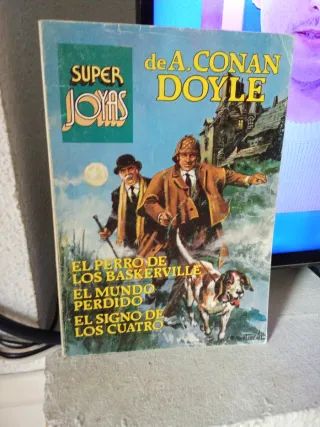 SUPER
JOYAS
de A. CONAN
DOYLE
EL PERRO DE
LOS BASKERVILLE
EL MUNDO
PERDIDO
EL SIGNO DE
LOS CUATRO